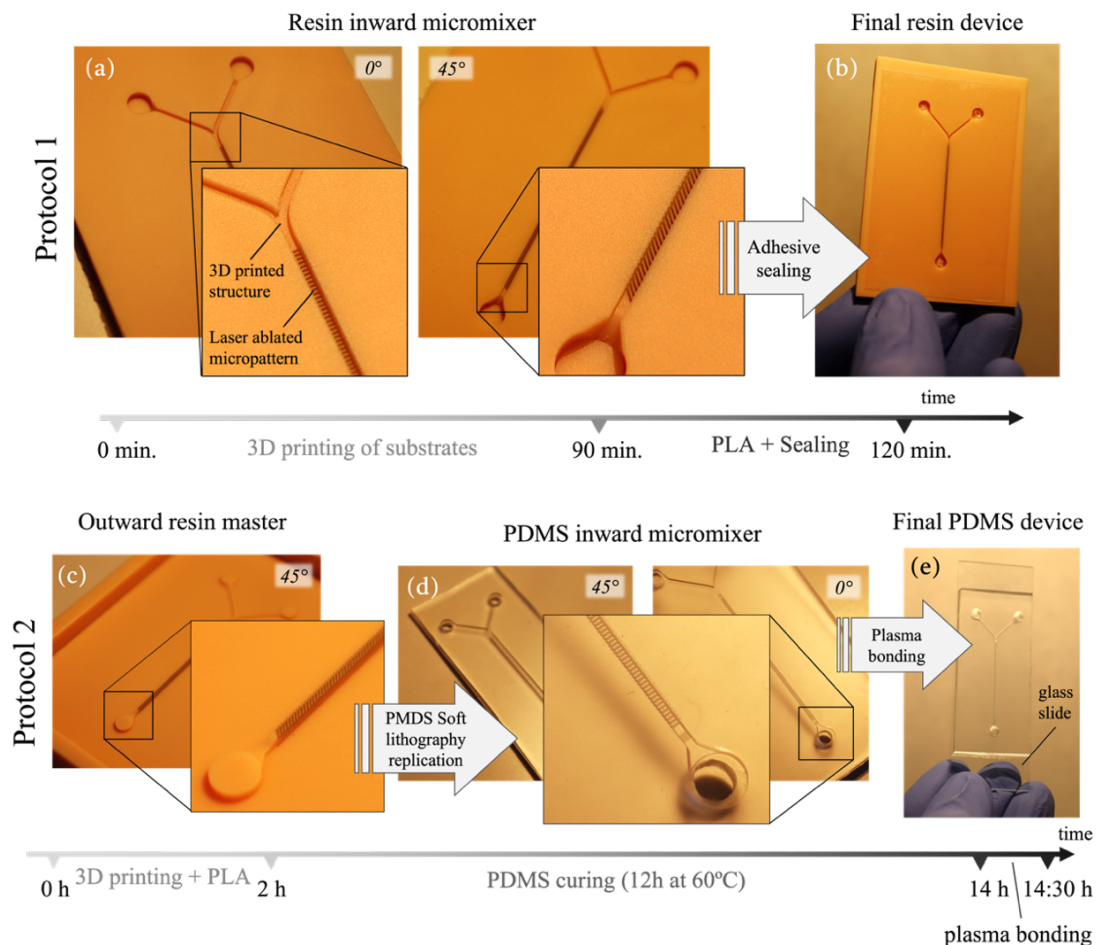 Resin inward micromixer
Final resin device
Protocol 1
(a)
0°
45°
(b)
3D printed
structure
Laser ablated
micropattern
Adhesive
sealing
time
0 min.
3D printing of substrates
90 min.
PLA + Sealing
120 min.
Outward resin master
PDMS inward micromixer
Final PDMS device
Protocol 2
(c)
45°
(d)
45°
0°
(e)
PMDS Soft
lithography
replication
Plasma
bonding
glass
slide
time
0 h
3D printing + PLA
2 h
PDMS curing (12h at 60ºC)
14 h
14:30 h
plasma bonding